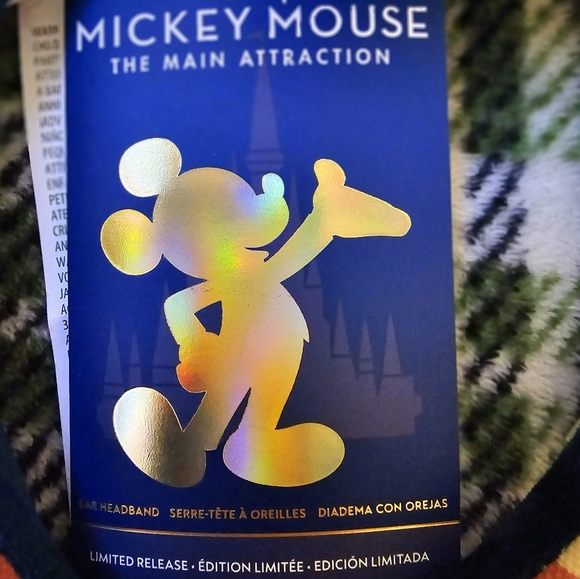 MICKEY MOUSE
THE MAIN ATTRACTION
EAR HEADBAND SERRE-TÊTE À OREILLES DIADEMA CON OREJAS
LIMITED RELEASE • ÉDITION LIMITÉE • EDICIÓN LIMITADA